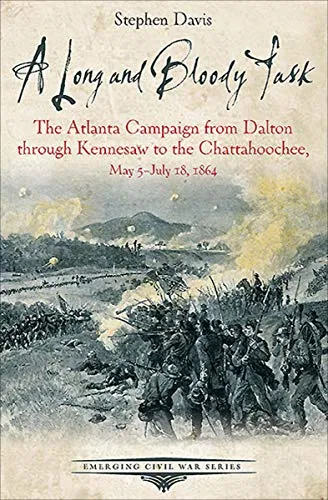 Stephen Davis
A Long and Bloody Task
The Atlanta Campaign from Dalton
through Kennesaw to the Chattahoochee,
May 5–July 18, 1864
EMERGING CIVIL WAR SERIES